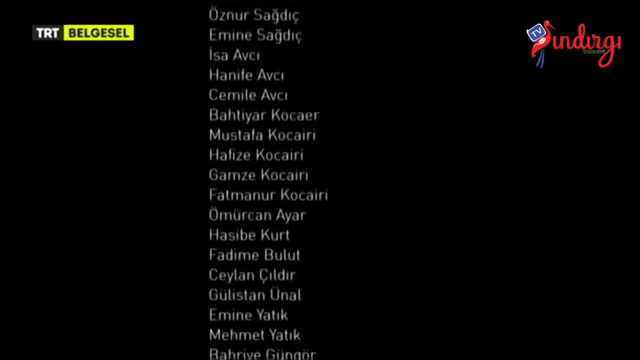 TRT BELGESEL
TV
Sındırgı
Öznur Sağdıç
Emine Sağdıç
İsa Avcı
Hanife Avcı
Cemile Avcı
Bahtiyar Kocaer
Mustafa Kocairi
Hafize Kocairi
Gamze Kocairi
Fatmanur Kocairi
Ömürcan Ayar
Hasibe Kurt
Fadime Bulut
Ceylan Çıldır
Gülistan Ünal
Emine Yatık
Mehmet Yatık
Bahriye Güngör